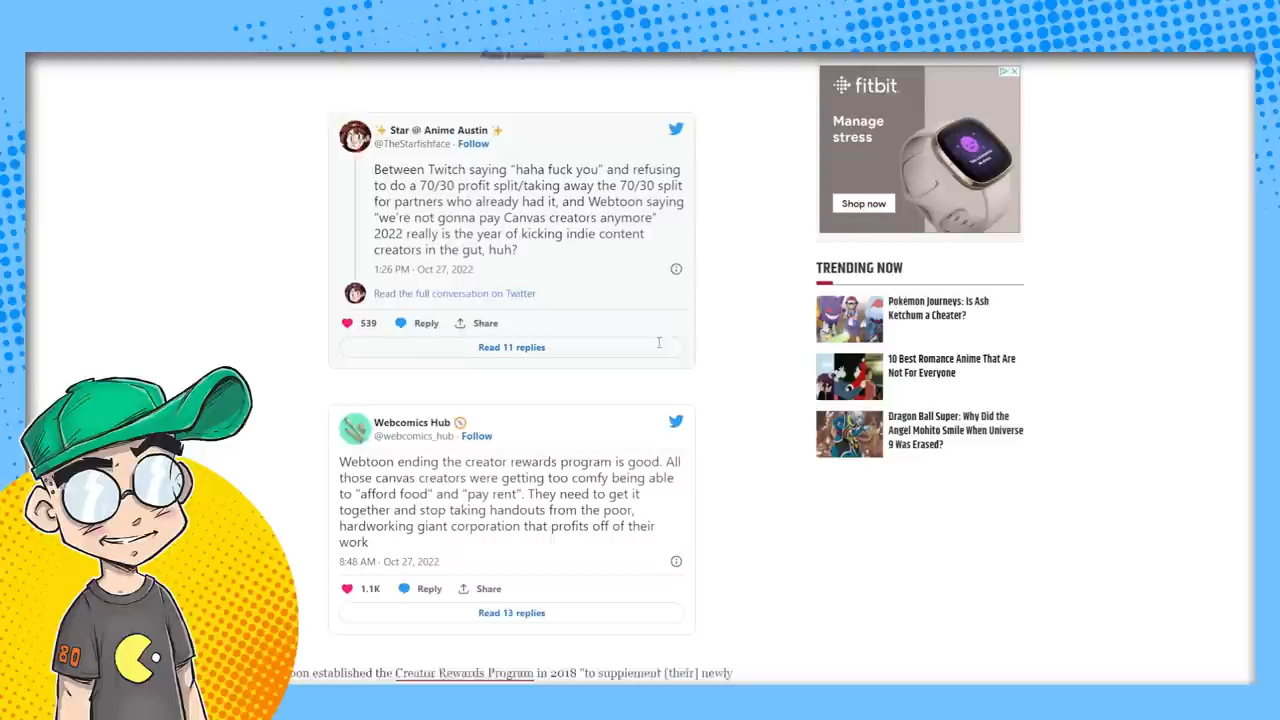 ✨ Star @ Anime Austin ✨
@TheStarfishface · Follow
Between Twitch saying “haha fuck you” and refusing
to do a 70/30 profit split/taking away the 70/30 split
for partners who already had it, and Webtoon saying
“we’re not gonna pay Canvas creators anymore”
2022 really is the year of kicking indie content
creators in the gut, huh?
1:26 PM · Oct 27, 2022
Read the full conversation on Twitter
539 Reply Share
Read 11 replies
Webcomics Hub
@webcomics_hub · Follow
Webtoon ending the creator rewards program is good. All
those canvas creators were getting too comfy being able
to "afford food" and "pay rent". They need to get it
together and stop taking handouts from the poor,
hardworking giant corporation that profits off of their
work
8:48 AM · Oct 27, 2022
1.1K Reply Share
Read 13 replies
oon established the Creator Rewards Program in 2018 "to supplement [their] newly
fitbit
Manage
stress
Shop now
TRENDING NOW
Pokémon Journeys: Is Ash
Ketchum a Cheater?
10 Best Romance Anime That Are
Not For Everyone
Dragon Ball Super: Why Did the
Angel Mohito Smile When Universe
9 Was Erased?
80